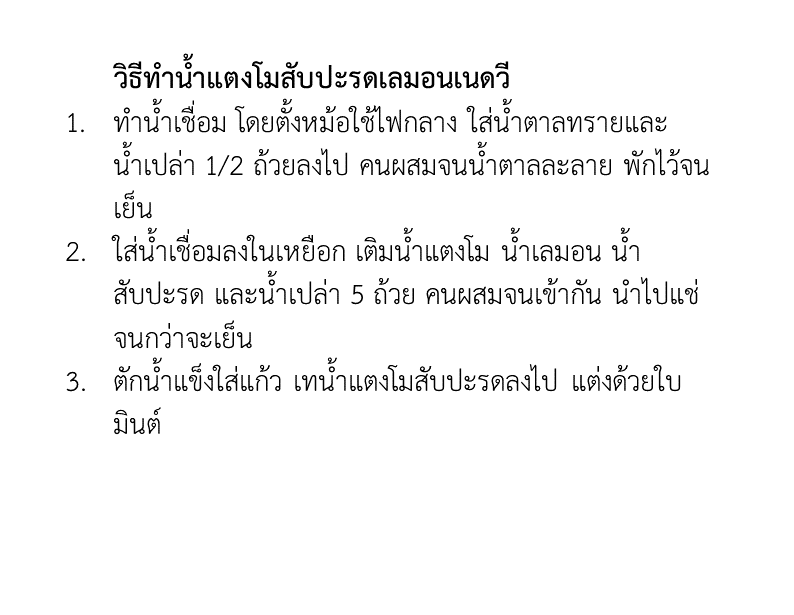 วิธีทำน้ำแตงโมสับปะรดเลมอนเนดวี
1. ทำน้ำเชื่อม โดยตั้งหม้อใช้ไฟกลาง ใส่น้ำตาลทรายและ
น้ำเปล่า 1/2 ถ้วยลงไป คนผสมจนน้ำตาลละลาย พักไว้จน
เย็น
2. ใส่น้ำเชื่อมลงในเหยือก เติมน้ำแตงโม น้ำเลมอน น้ำ
สับปะรด และน้ำเปล่า 5 ถ้วย คนผสมจนเข้ากัน นำไปแช่
จนกว่าจะเย็น
3. ตักน้ำแข็งใส่แก้ว เทน้ำแตงโมสับปะรดลงไป แต่งด้วยใบ
มินต์